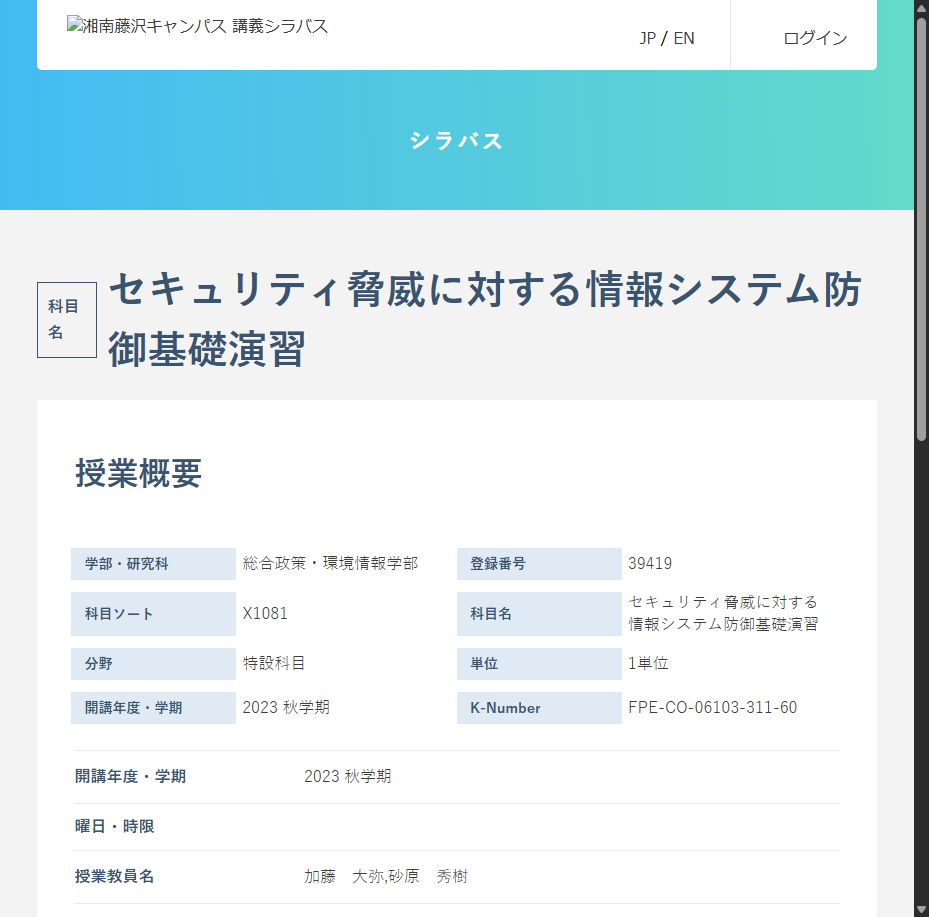 湘南藤沢キャンパス 講義シラバス
JP / EN
ログイン
シラバス
科目
名
セキュリティ脅威に対する情報システム防
御基礎演習
授業概要
学部・研究科
総合政策・環境情報学部
登録番号
39419
科目ソート
X1081
科目名
セキュリティ脅威に対する
情報システム防御基礎演習
分野
特設科目
単位
1単位
開講年度・学期
2023 秋学期
K-Number
FPE-CO-06103-311-60
開講年度・学期
2023 秋学期
曜日・時限
授業教員名
加藤　大弥,砂原　秀樹